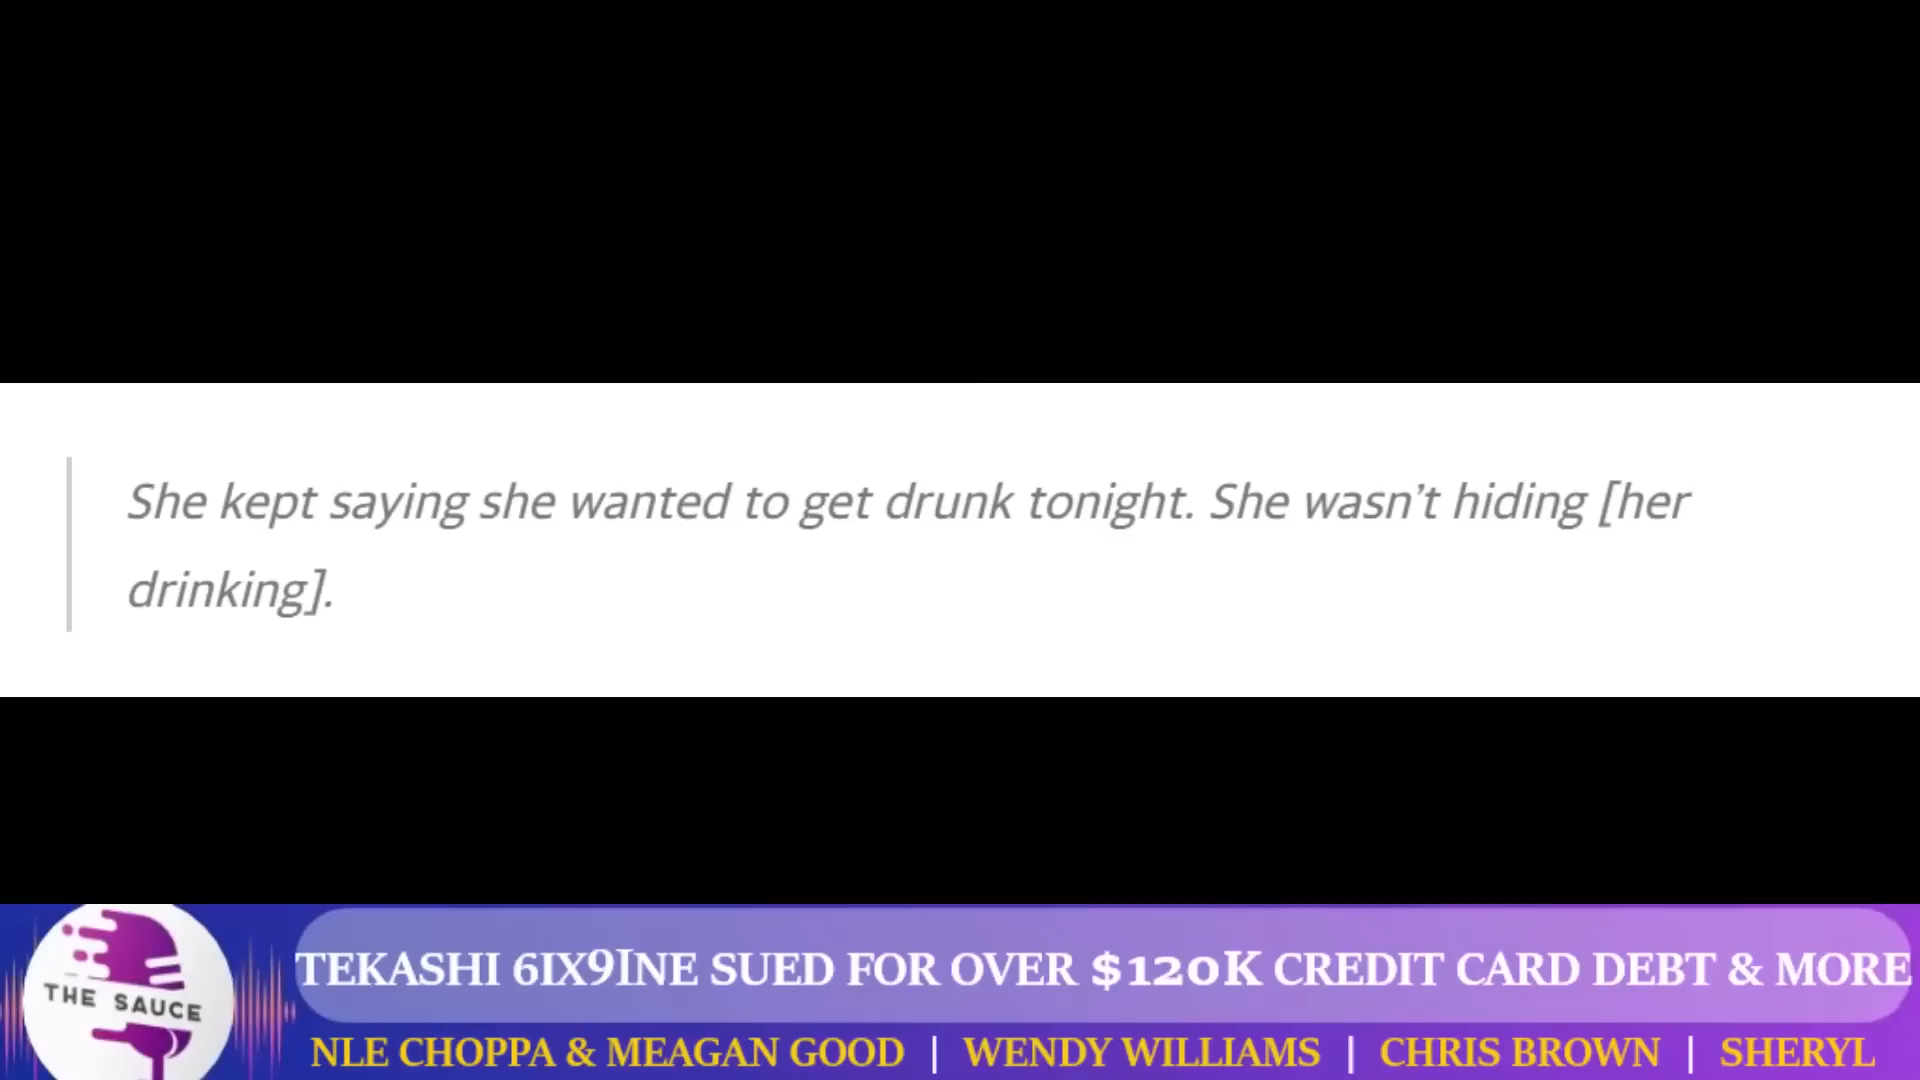 She kept saying she wanted to get drunk tonight. She wasn’t hiding [her
drinking].
TEKASHI 6IX9INE SUED FOR OVER $120K CREDIT CARD DEBT & MORE
THE SAUCE
NLE CHOPPA & MEAGAN GOOD | WENDY WILLIAMS | CHRIS BROWN | SHERYL